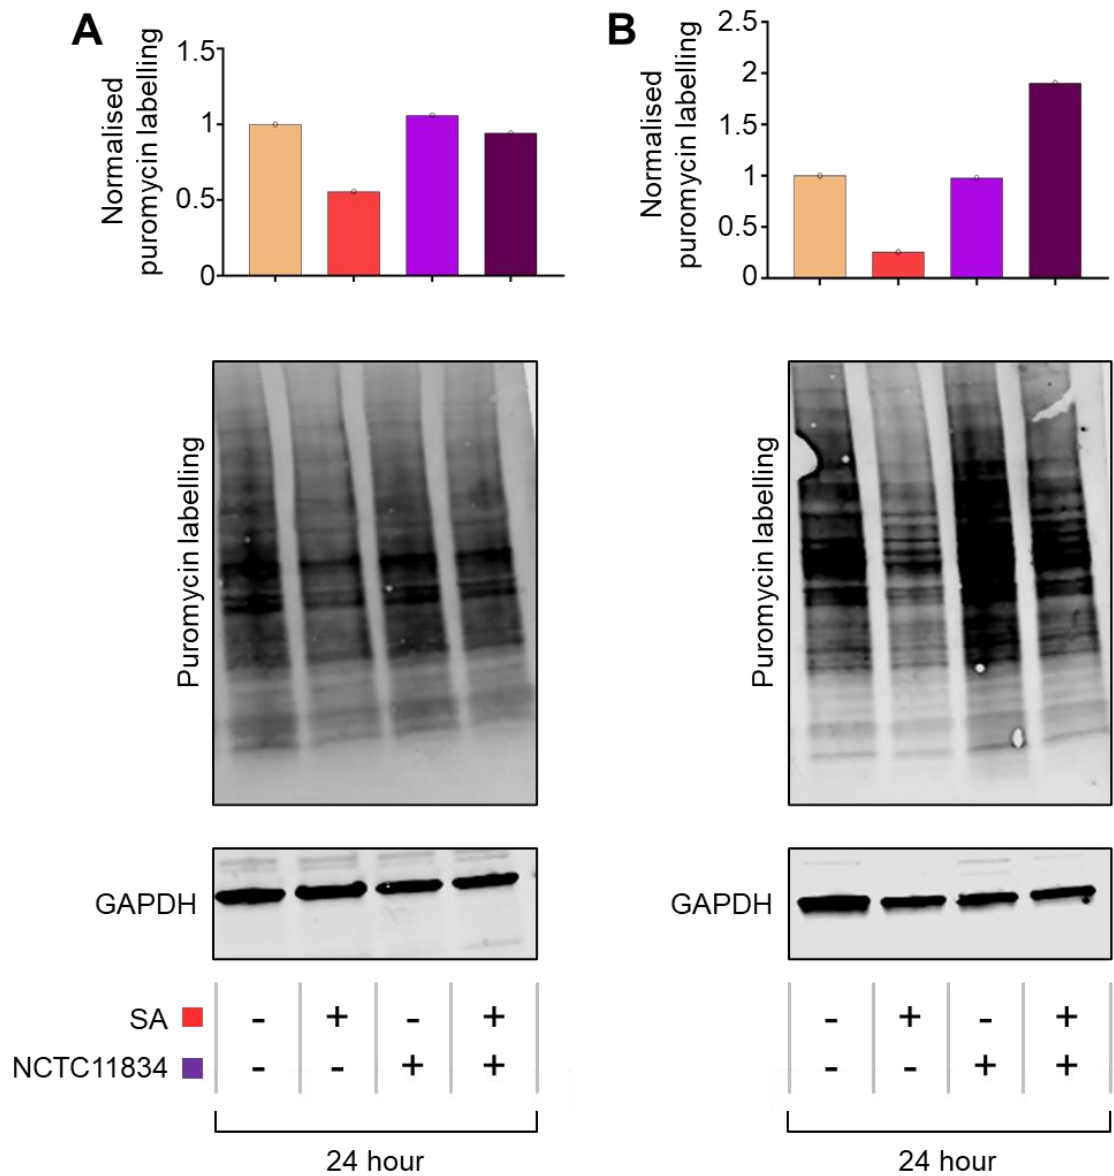 A
Normalised
puromycin labelling
1.5
1
0.5
0
B
Normalised
puromycin labelling
2.5
2
1.5
1
0.5
0
Puromycin labelling
Puromycin labelling
GAPDH
GAPDH
SA - + - + - + - +
NCTC11834 - - + + - - + +
24 hour
24 hour